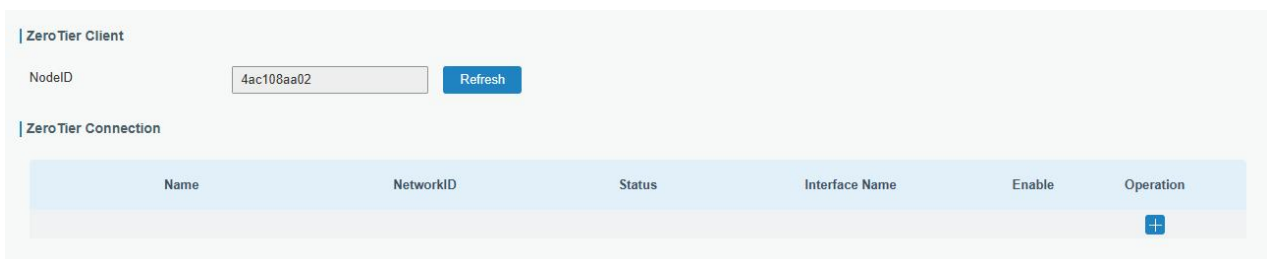 ZeroTier Client
NodeID 4ac108aa02 Refresh
ZeroTier Connection
Name NetworkID Status Interface Name Enable Operation